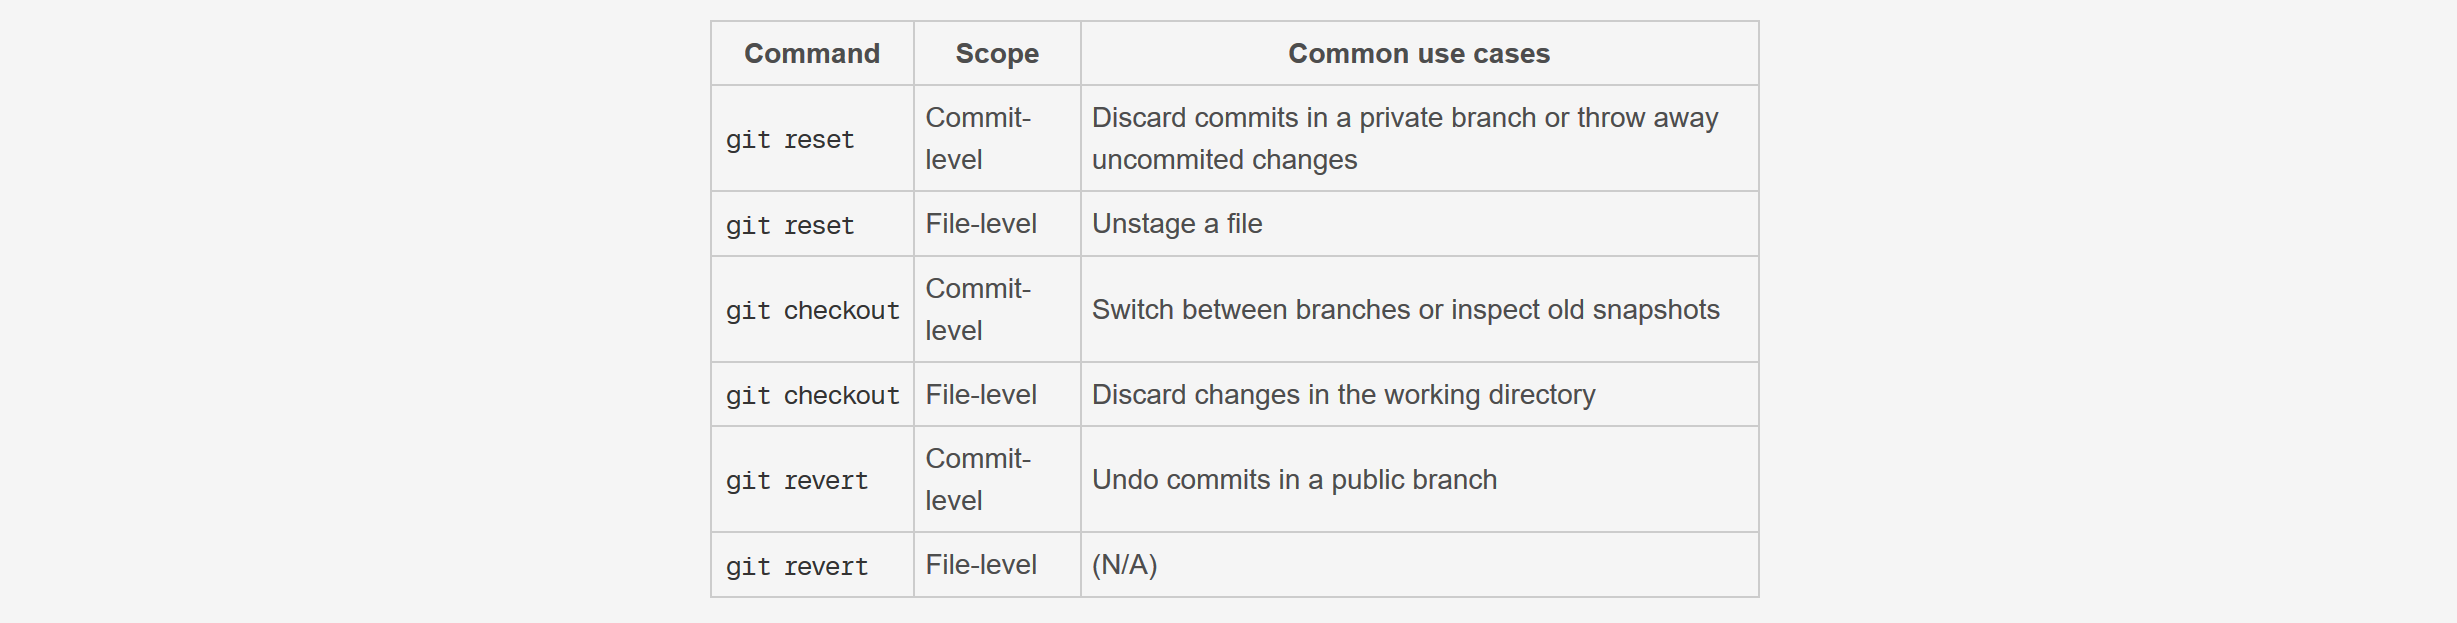 Command Scope Common use cases
git reset Commit-level Discard commits in a private branch or throw away
uncommited changes
git reset File-level Unstage a file
git checkout Commit-level Switch between branches or inspect old snapshots
git checkout File-level Discard changes in the working directory
git revert Commit-level Undo commits in a public branch
git revert File-level (N/A)